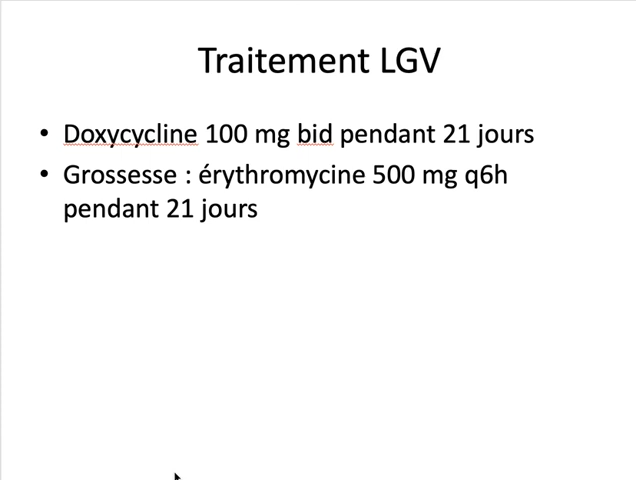 Traitement LGV
• Doxycycline 100 mg bid pendant 21 jours
• Grossesse : érythromycine 500 mg q6h
pendant 21 jours